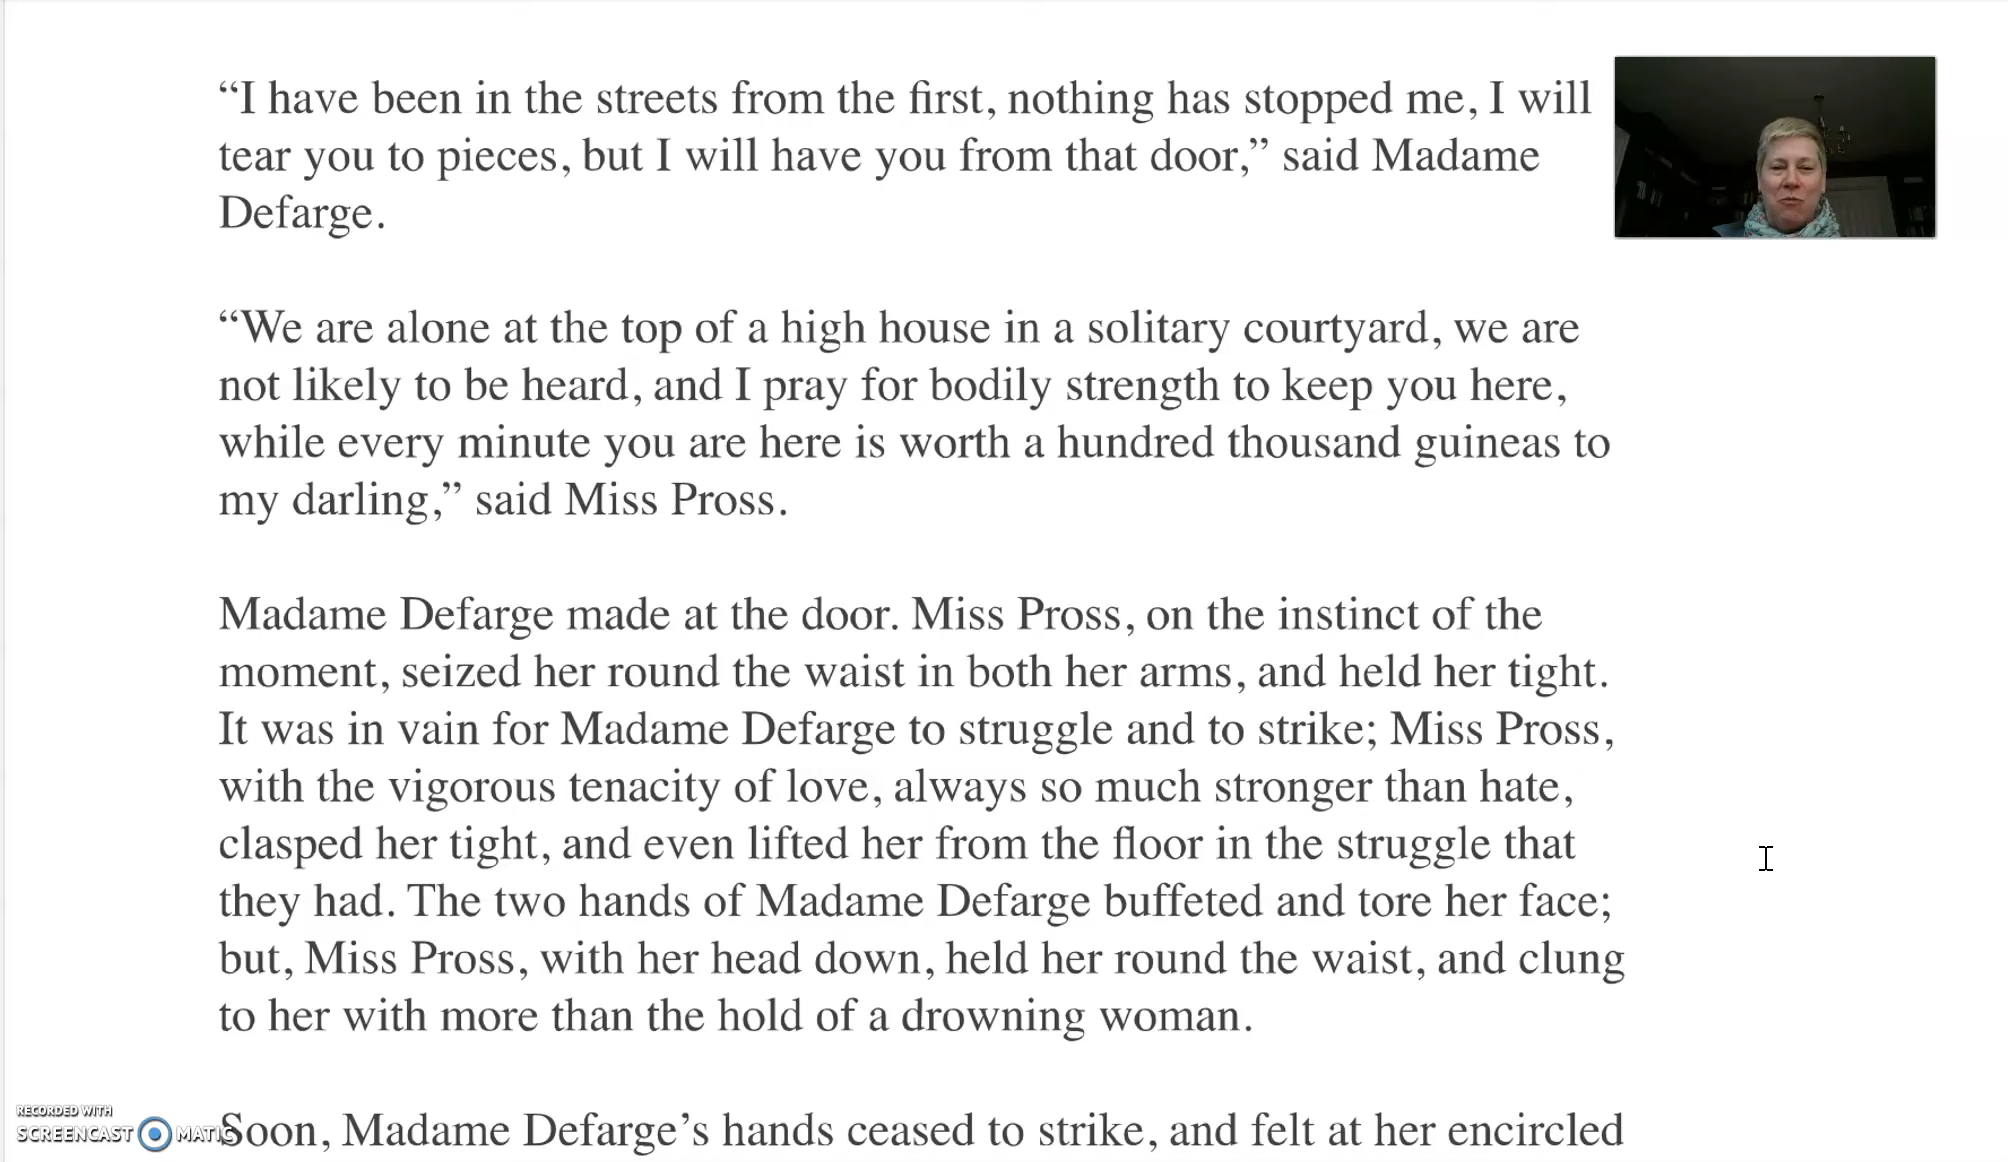 “I have been in the streets from the first, nothing has stopped me, I will
tear you to pieces, but I will have you from that door,” said Madame
Defarge.
“We are alone at the top of a high house in a solitary courtyard, we are
not likely to be heard, and I pray for bodily strength to keep you here,
while every minute you are here is worth a hundred thousand guineas to
my darling,” said Miss Pross.
Madame Defarge made at the door. Miss Pross, on the instinct of the
moment, seized her round the waist in both her arms, and held her tight.
It was in vain for Madame Defarge to struggle and to strike; Miss Pross,
with the vigorous tenacity of love, always so much stronger than hate,
clasped her tight, and even lifted her from the floor in the struggle that
they had. The two hands of Madame Defarge buffeted and tore her face;
but, Miss Pross, with her head down, held her round the waist, and clung
to her with more than the hold of a drowning woman.
Soon, Madame Defarge’s hands ceased to strike, and felt at her encircled
RECORDED WITH
SCREENCAST MATIC